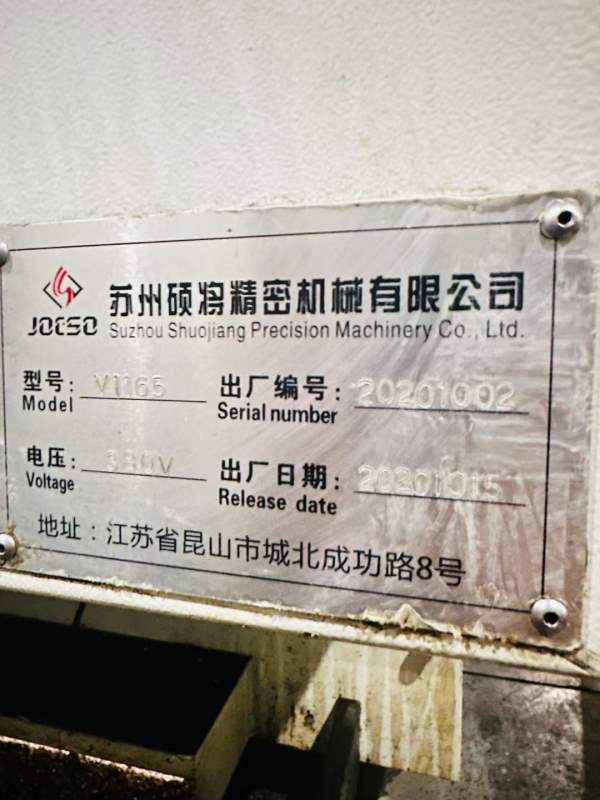 JOESO
苏州硕将精密机械有限公司
Suzhou Shuojiang Precision Machinery Co., Ltd.
型号: V1165 出厂编号: 20201002
Model Serial number
电压: 380V 出厂日期: 20201015
Voltage Release date
地址：江苏省昆山市城北成功路8号